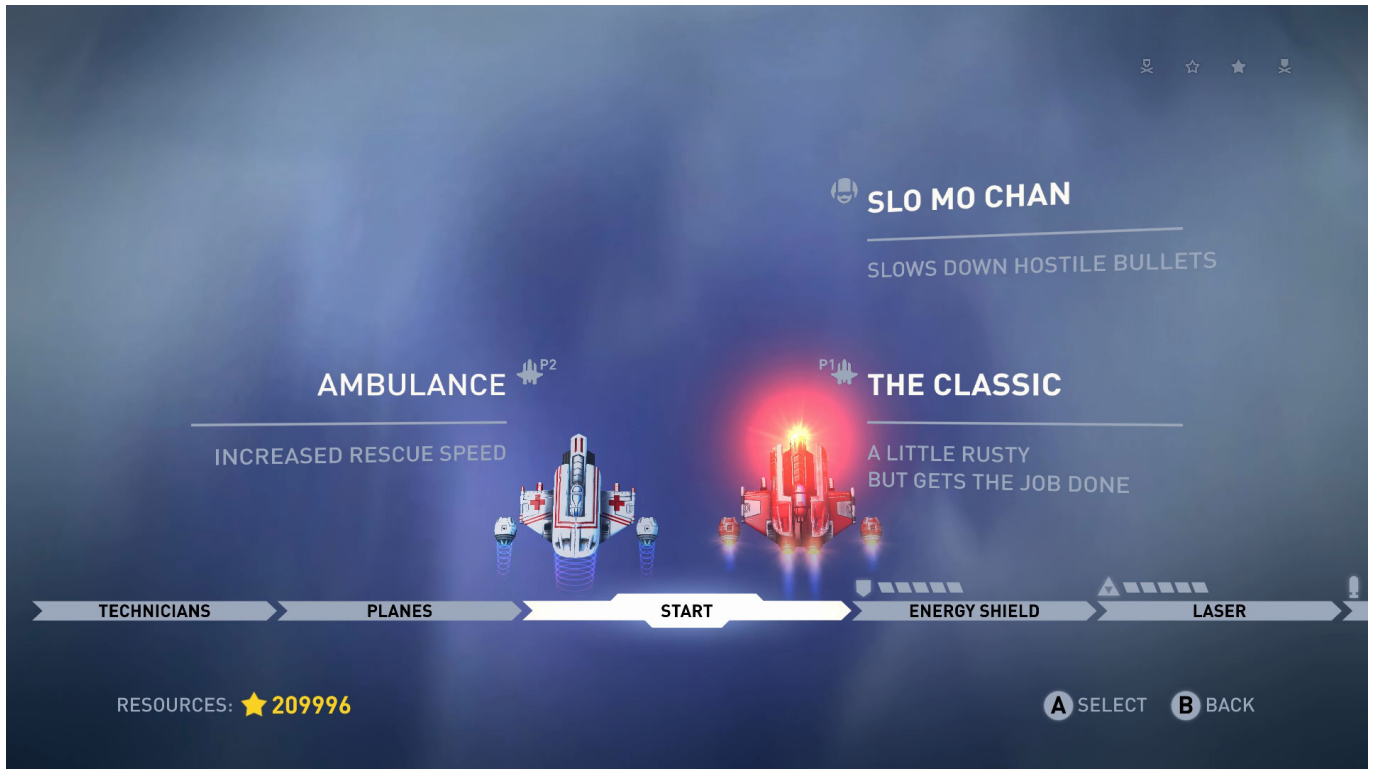 SLO MO CHAN
SLOWS DOWN HOSTILE BULLETS
P2
AMBULANCE
INCREASED RESCUE SPEED
P1
THE CLASSIC
A LITTLE RUSTY
BUT GETS THE JOB DONE
TECHNICIANS
PLANES
START
ENERGY SHIELD
LASER
RESOURCES: 209996
A SELECT
B BACK